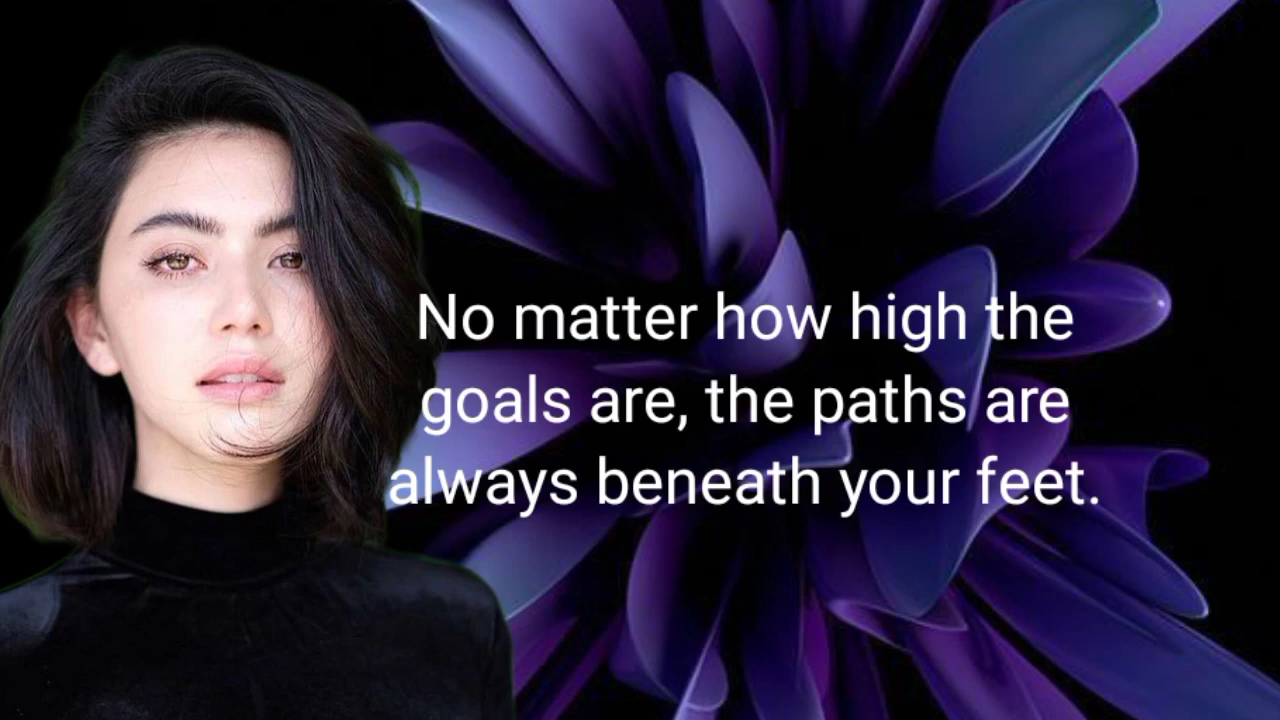 No matter how high the
goals are, the paths are
always beneath your feet.